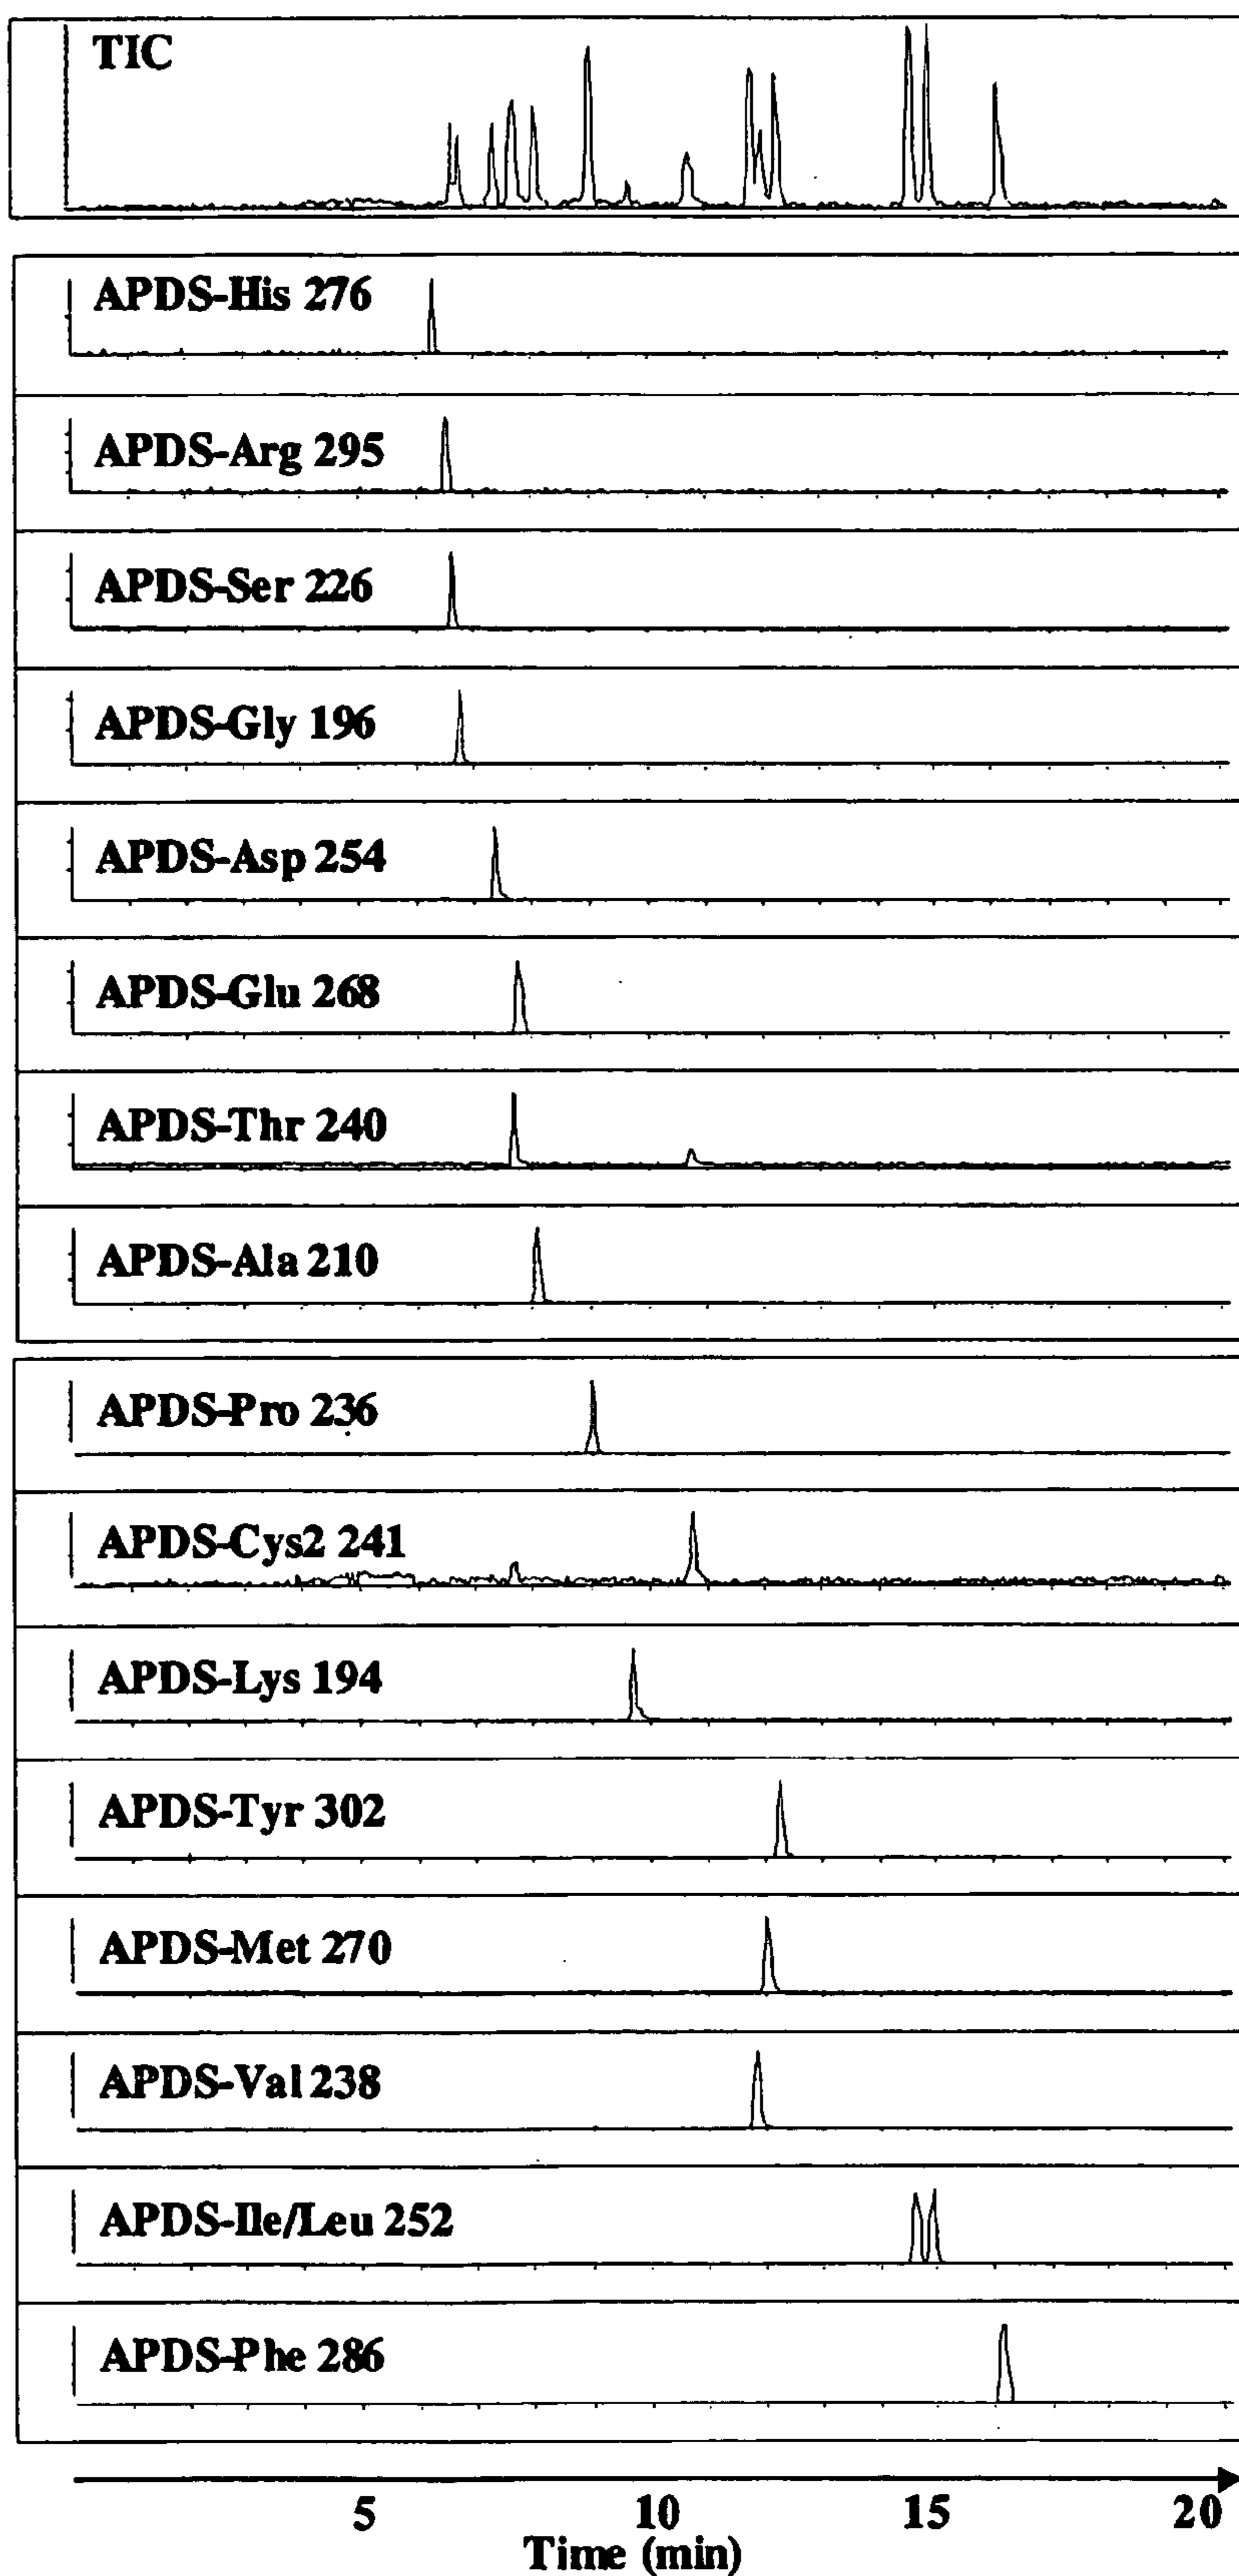 TIC
APDS-His 276
APDS-Arg 295
APDS-Ser 226
APDS-Gly 196
APDS-Asp 254
APDS-Glu 268
APDS-Thr 240
APDS-Ala 210
APDS-Pro 236
APDS-Cys2 241
APDS-Lys 194
APDS-Tyr 302
APDS-Met 270
APDS-Val 238
APDS-Ile/Leu 252
APDS-Phe 286
5 10 15 20
Time (min)